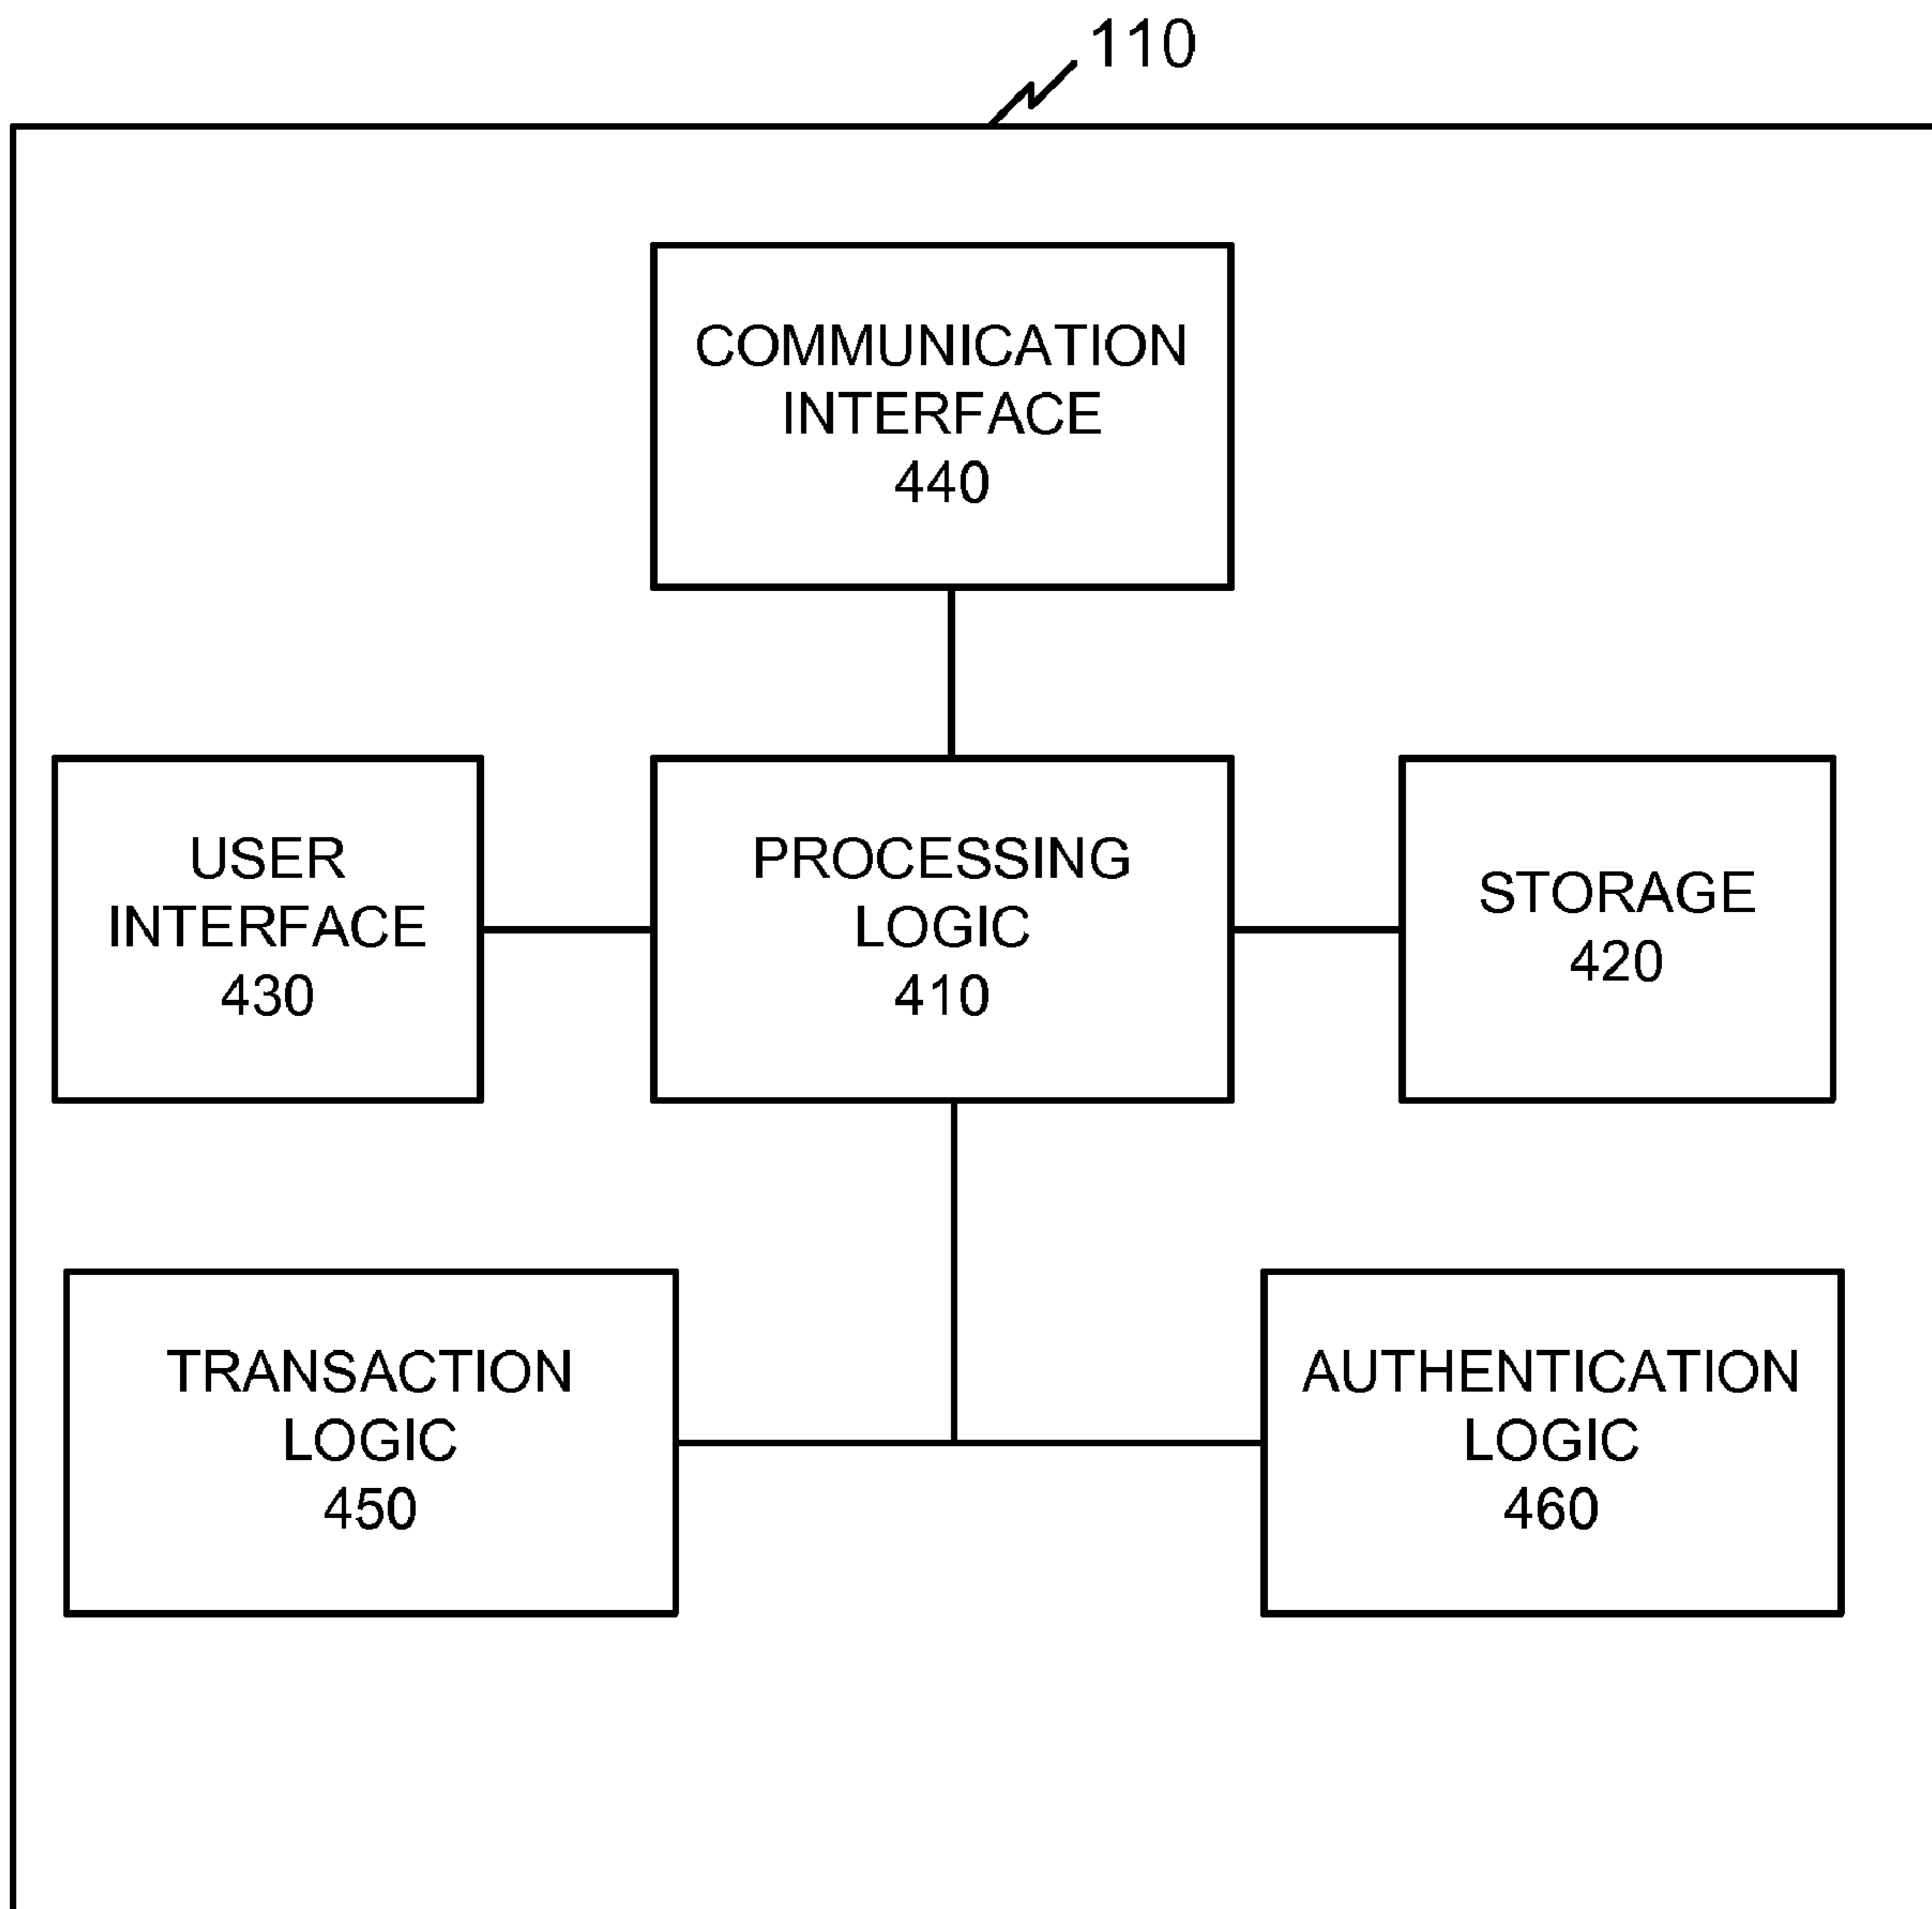 110
COMMUNICATION
INTERFACE
440
USER
INTERFACE
430
PROCESSING
LOGIC
410
STORAGE
420
TRANSACTION
LOGIC
450
AUTHENTICATION
LOGIC
460